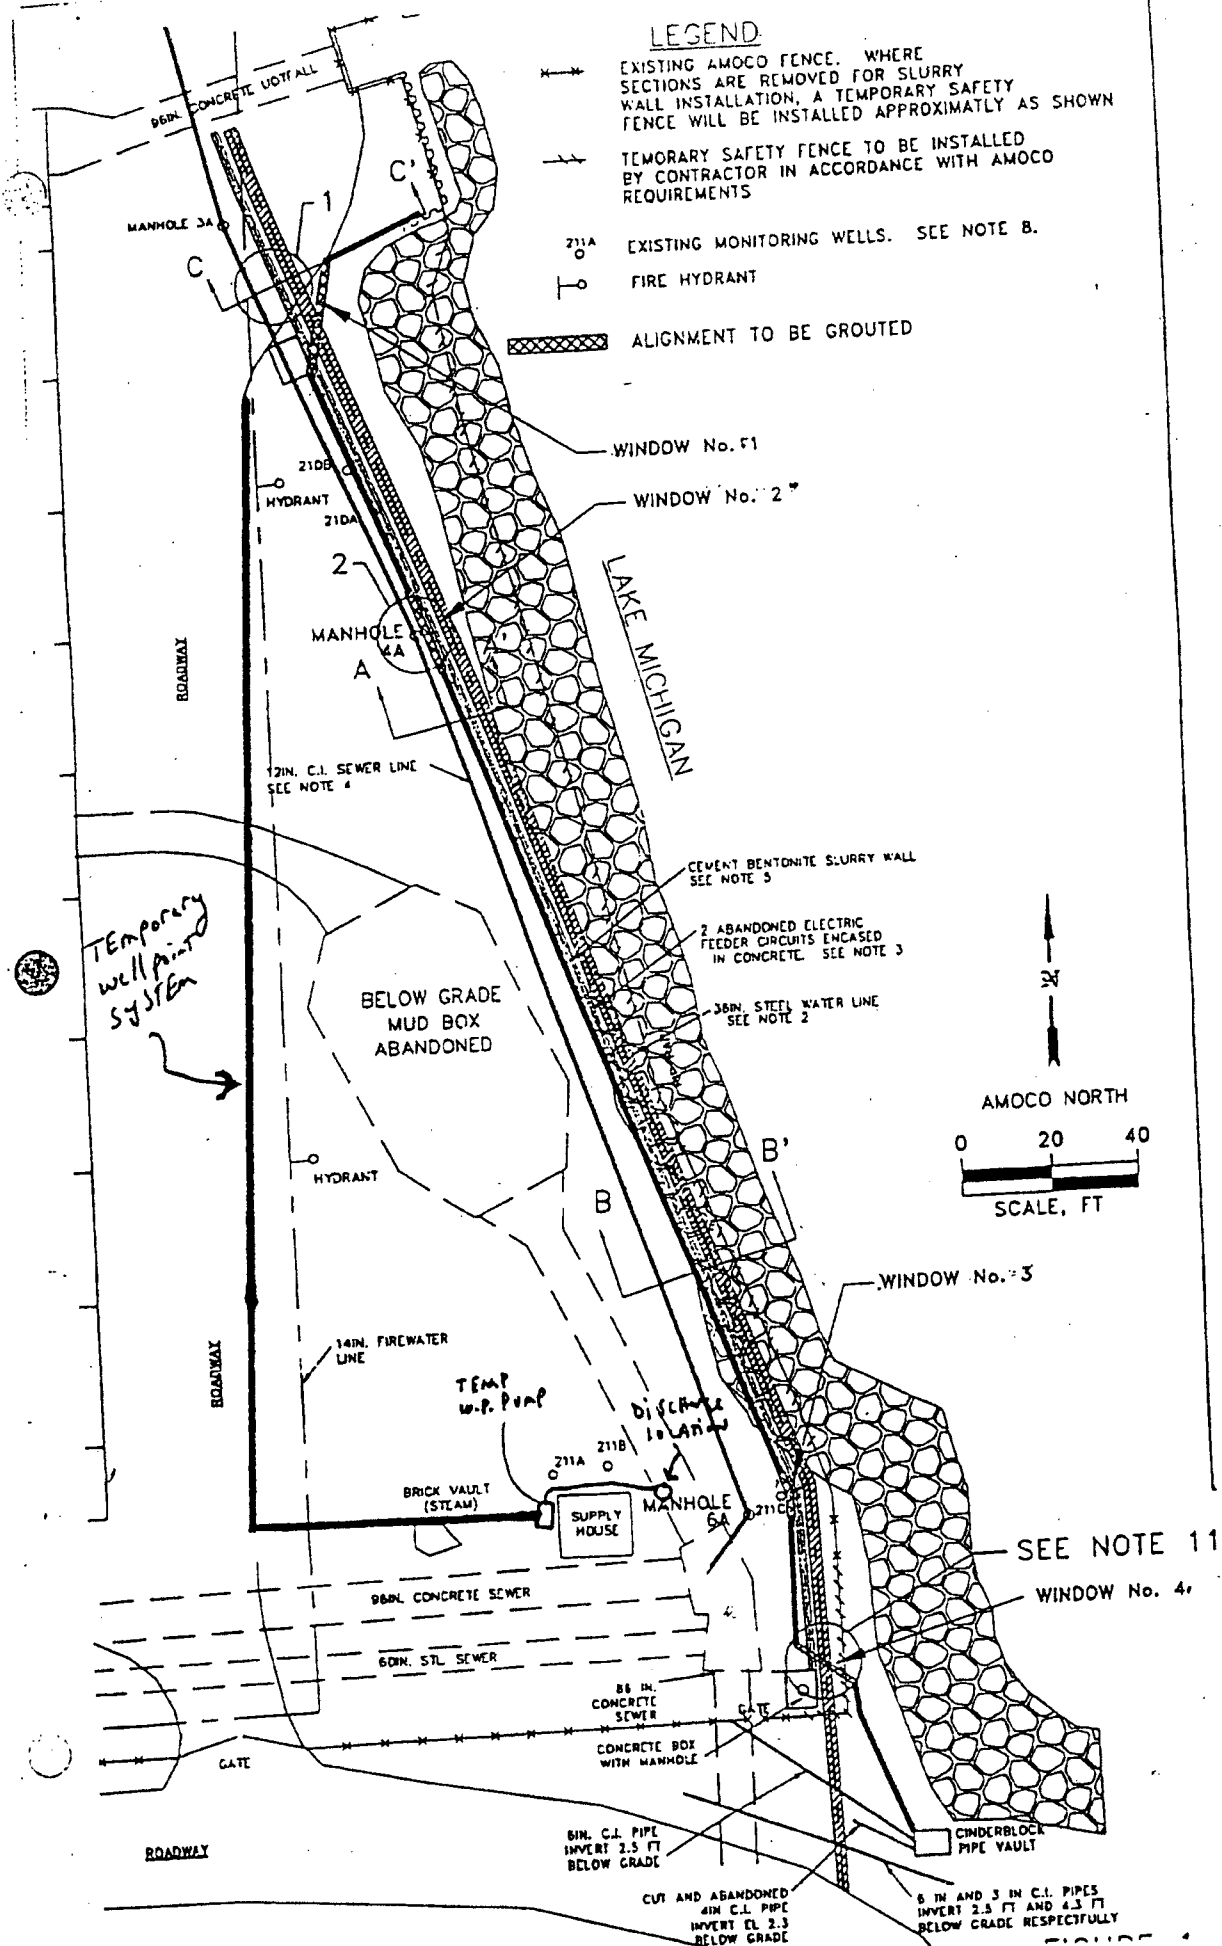 LEGEND
EXISTING AMOCO FENCE. WHERE
SECTIONS ARE REMOVED FOR SLURRY
WALL INSTALLATION, A TEMPORARY SAFETY
FENCE WILL BE INSTALLED APPROXIMATLY AS SHOWN
TEMORARY SAFETY FENCE TO BE INSTALLED
BY CONTRACTOR IN ACCORDANCE WITH AMOCO
REQUIREMENTS
211A
EXISTING MONITORING WELLS. SEE NOTE 8.
FIRE HYDRANT
ALIGNMENT TO BE GROUTED
96IN. CONCRETE UOTFALL
C'
1
MANHOLE 3A
C
WINDOW No. 1
WINDOW No. 2
21DB
HYDRANT
21DA
2
MANHOLE
4A
A
A'
LAKE MICHIGAN
ROADWAY
12IN. C.I. SEWER LINE
SEE NOTE 4
CEMENT BENTONITE SLURRY WALL
SEE NOTE 5
2 ABANDONED ELECTRIC
FEEDER CIRCUITS ENCASED
IN CONCRETE. SEE NOTE 3
36IN. STEEL WATER LINE
SEE NOTE 2
TEmporary
well point
SYSTEm
BELOW GRADE
MUD BOX
ABANDONED
AMOCO NORTH
0 20 40
SCALE, FT
HYDRANT
B'
B
WINDOW No. 3
14IN. FIREWATER
LINE
ROADWAY
TEMP
W.P. PUMP
DISCHARGE
LOCATION
211A
211B
BRICK VAULT
(STEAM)
SUPPLY
HOUSE
MANHOLE
6A
211C
SEE NOTE 11
WINDOW No. 4
96IN. CONCRETE SEWER
60IN. STL SEWER
86 IN.
CONCRETE
SEWER
GATE
CONCRETE BOX
WITH MANHOLE
GATE
ROADWAY
6IN. C.I. PIPE
INVERT 2.5 FT
BELOW GRADE
CINDERBLOCK
PIPE VAULT
CUT AND ABANDONED
4IN C.I. PIPE
INVERT EL 2.3
BELOW GRADE
6 IN AND 3 IN C.I. PIPES
INVERT 2.5 FT AND 4.3 FT
BELOW GRADE RESPECTFULLY